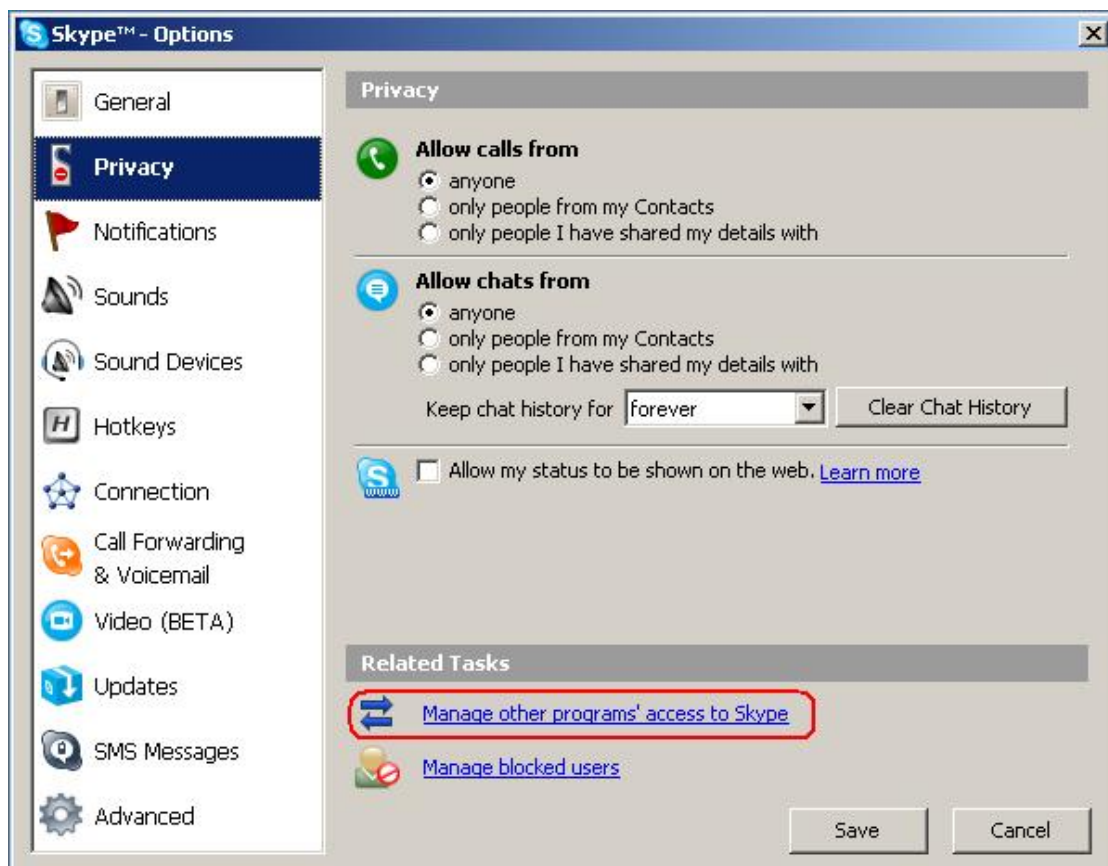 Skype™ - Options
General
Privacy
Notifications
Sounds
Sound Devices
Hotkeys
Connection
Call Forwarding
& Voicemail
Video (BETA)
Updates
SMS Messages
Advanced
Privacy
Allow calls from
anyone
only people from my Contacts
only people I have shared my details with
Allow chats from
anyone
only people from my Contacts
only people I have shared my details with
Keep chat history for forever Clear Chat History
Allow my status to be shown on the web. Learn more
Related Tasks
Manage other programs' access to Skype
Manage blocked users
Save Cancel